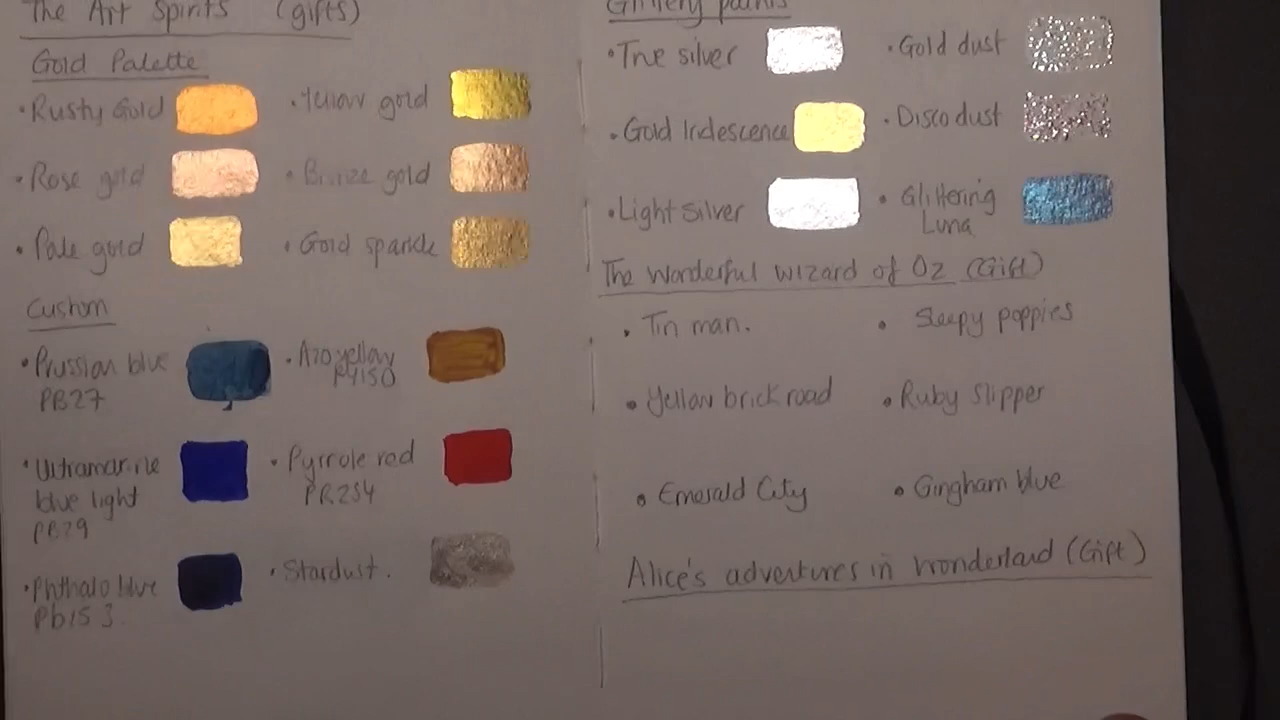 The Art Spirits (gifts)
Gold Palette
• Rusty Gold
• Yellow gold
• Rose gold
• Bronze gold
• Pale gold
• Gold sparkle
Custom
• Prussian blue
PB27
• Azo yellow
PY150
• Ultramarine
blue light
PB29
• Pyrrole red
PR254
• Phthalo blue
Pb15 3
• Stardust.
Glittery paints
• True silver
• Gold dust
• Gold Iridescence
• Disco dust
• Light Silver
• Glittering
Luna
The Wonderful wizard of Oz (Gift)
• Tin man.
• Sleepy poppies
• Yellow brick road
• Ruby Slipper
• Emerald City
• Gingham blue
Alice's adventures in Wonderland (Gift)